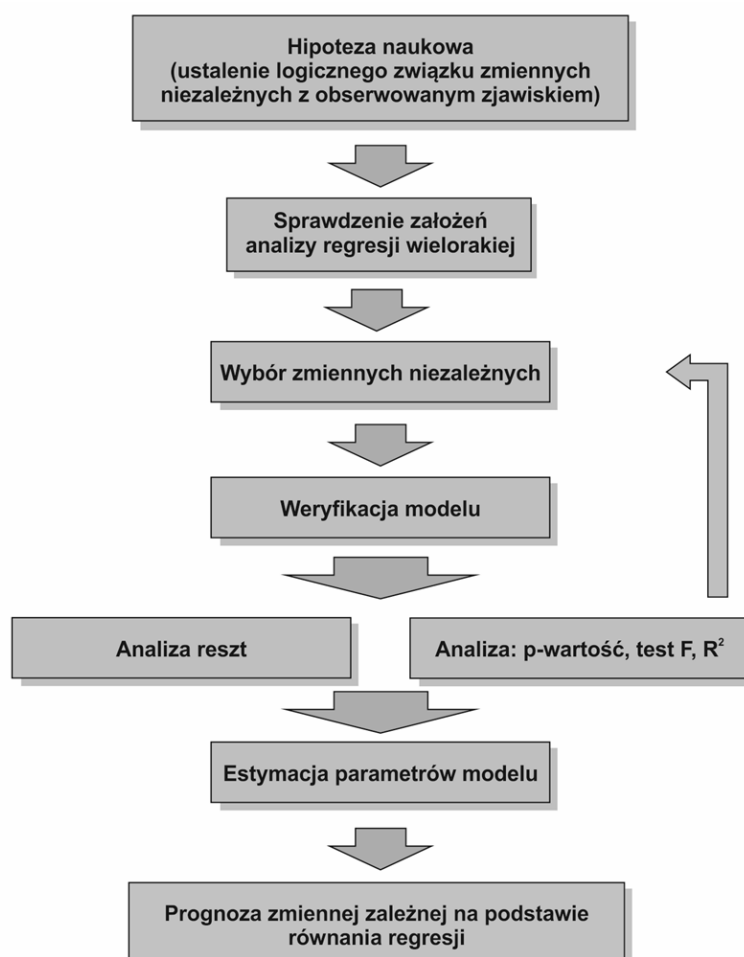 Hipoteza naukowa
(ustalenie logicznego związku zmiennych
niezależnych z obserwowanym zjawiskiem)
Sprawdzenie założeń
analizy regresji wielorakiej
Wybór zmiennych niezależnych
Weryfikacja modelu
Analiza reszt
Analiza: p-wartość, test F, R²
Estymacja parametrów modelu
Prognoza zmiennej zależnej na podstawie
równania regresji